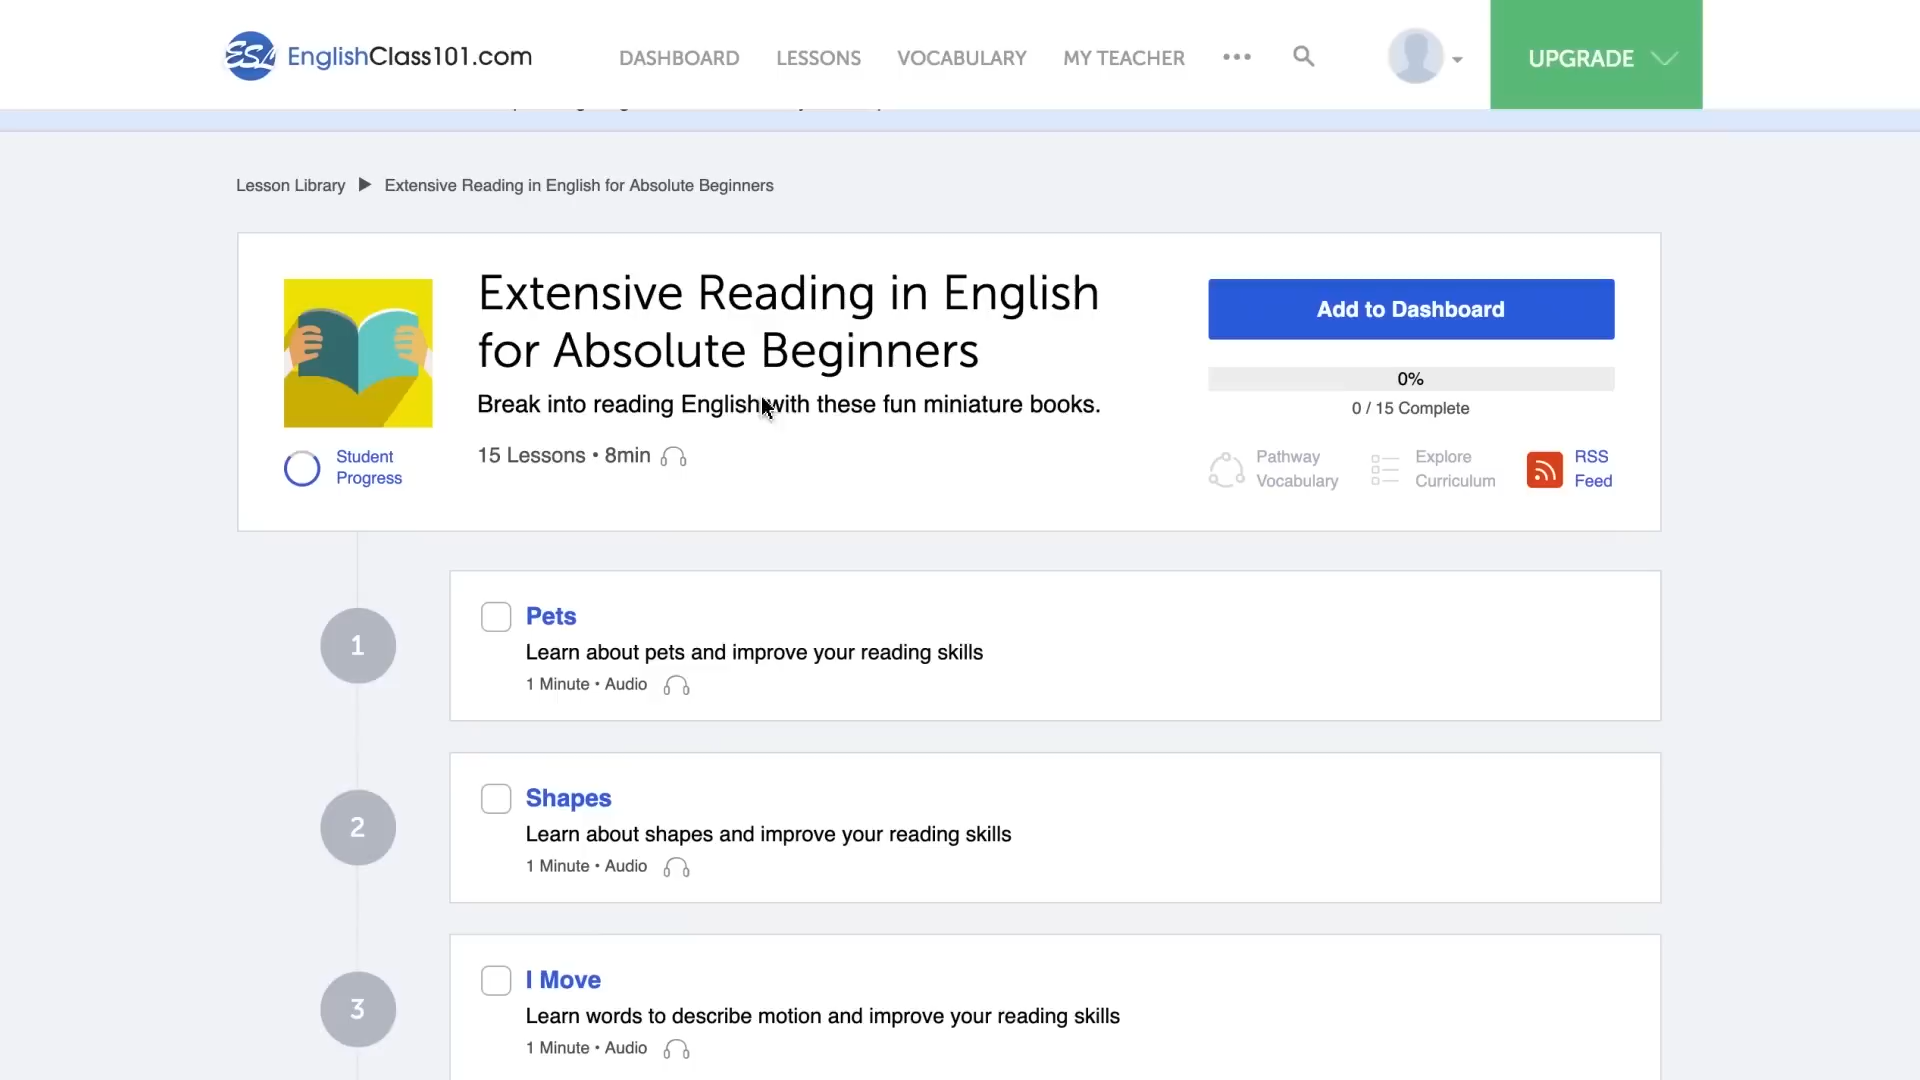 ESL EnglishClass101.com
DASHBOARD LESSONS VOCABULARY MY TEACHER ••• UPGRADE
Lesson Library ▶ Extensive Reading in English for Absolute Beginners
Extensive Reading in English
for Absolute Beginners
Break into reading English with these fun miniature books.
15 Lessons • 8min
Student
Progress
Add to Dashboard
0%
0 / 15 Complete
Pathway
Vocabulary
Explore
Curriculum
RSS
Feed
1
Pets
Learn about pets and improve your reading skills
1 Minute • Audio
2
Shapes
Learn about shapes and improve your reading skills
1 Minute • Audio
3
I Move
Learn words to describe motion and improve your reading skills
1 Minute • Audio